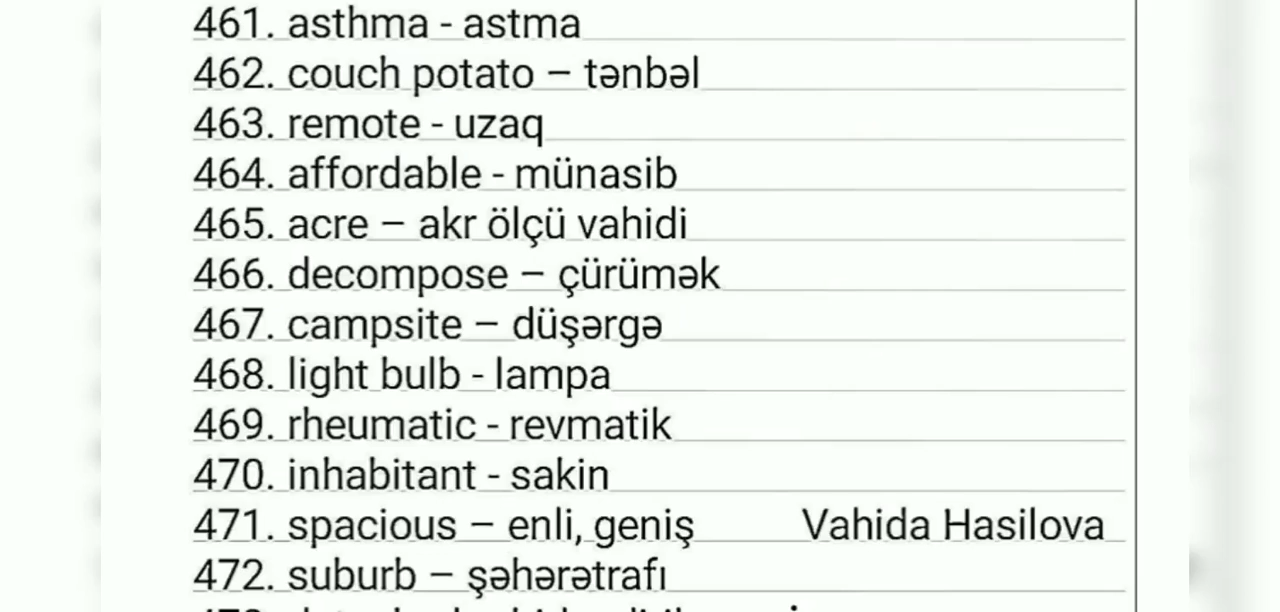 461. asthma - astma
462. couch potato – tənbəl
463. remote - uzaq
464. affordable - münasib
465. acre – akr ölçü vahidi
466. decompose – çürümək
467. campsite – düşərgə
468. light bulb - lampa
469. rheumatic - revmatik
470. inhabitant - sakin
471. spacious – enli, geniş Vahida Hasilova
472. suburb – şəhərətrafı